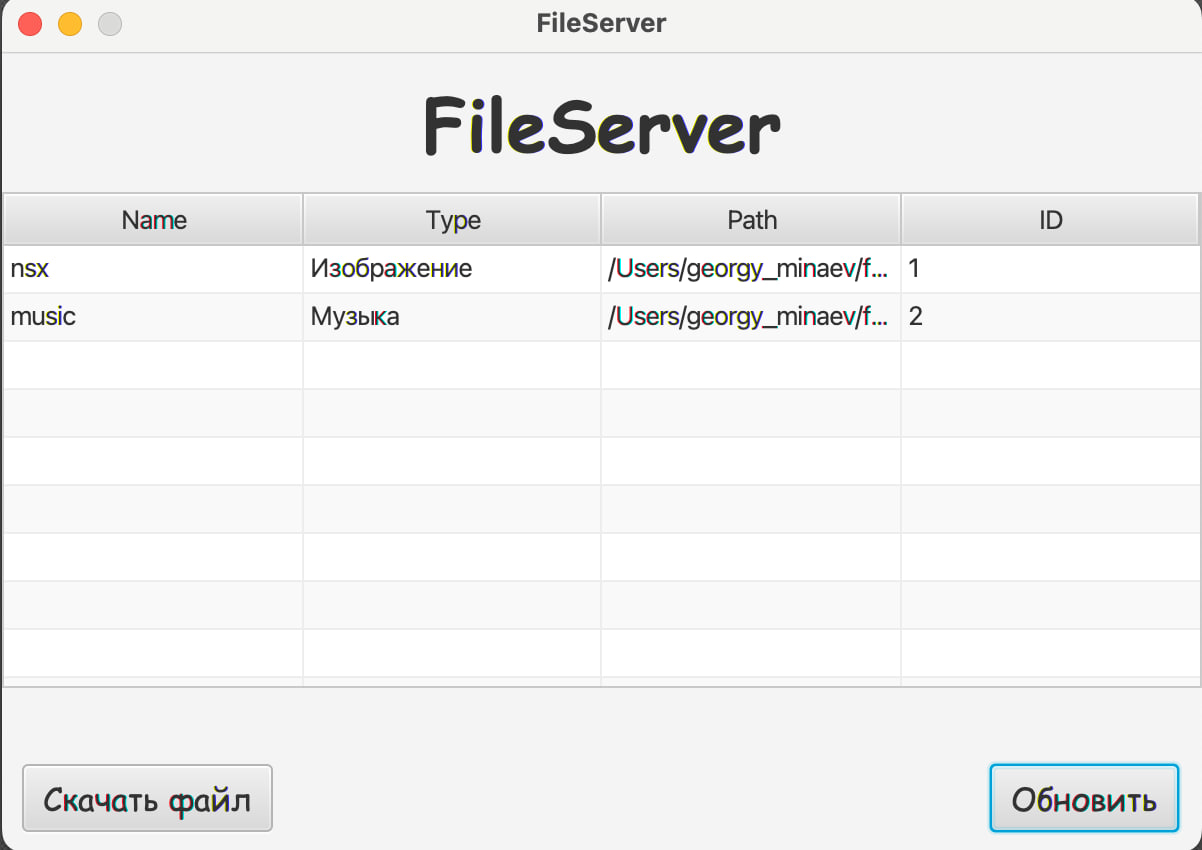 FileServer
FileServer
Name Type Path ID
nsx Изображение /Users/georgy_minaev/f... 1
music Музыка /Users/georgy_minaev/f... 2
Скачать файл Обновить